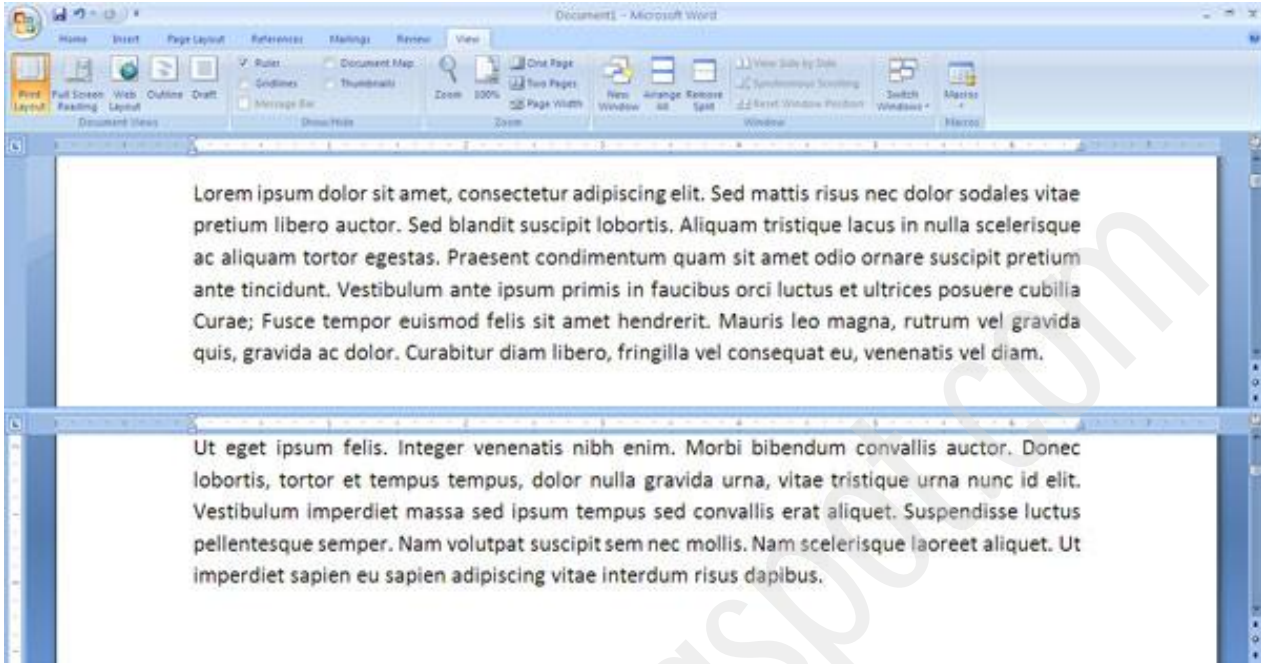 Document1 - Microsoft Word
Home Insert Page Layout References Mailings Review View
Print Layout Full Screen Reading Web Layout Outline Draft
Document Views
Ruler
Gridlines
Message Bar
Document Map
Thumbnails
Show/Hide
Zoom 100%
One Page
Two Pages
Page Width
Zoom
New Window Arrange All Remove Split
View Side by Side
Synchronous Scrolling
Reset Window Position
Switch Windows
Window
Macros
Macros
Lorem ipsum dolor sit amet, consectetur adipiscing elit. Sed mattis risus nec dolor sodales vitae
pretium libero auctor. Sed blandit suscipit lobortis. Aliquam tristique lacus in nulla scelerisque
ac aliquam tortor egestas. Praesent condimentum quam sit amet odio ornare suscipit pretium
ante tincidunt. Vestibulum ante ipsum primis in faucibus orci luctus et ultrices posuere cubilia
Curae; Fusce tempor euismod felis sit amet hendrerit. Mauris leo magna, rutrum vel gravida
quis, gravida ac dolor. Curabitur diam libero, fringilla vel consequat eu, venenatis vel diam.
Ut eget ipsum felis. Integer venenatis nibh enim. Morbi bibendum convallis auctor. Donec
lobortis, tortor et tempus tempus, dolor nulla gravida urna, vitae tristique urna nunc id elit.
Vestibulum imperdiet massa sed ipsum tempus sed convallis erat aliquet. Suspendisse luctus
pellentesque semper. Nam volutpat suscipit sem nec mollis. Nam scelerisque laoreet aliquet. Ut
imperdiet sapien eu sapien adipiscing vitae interdum risus dapibus.